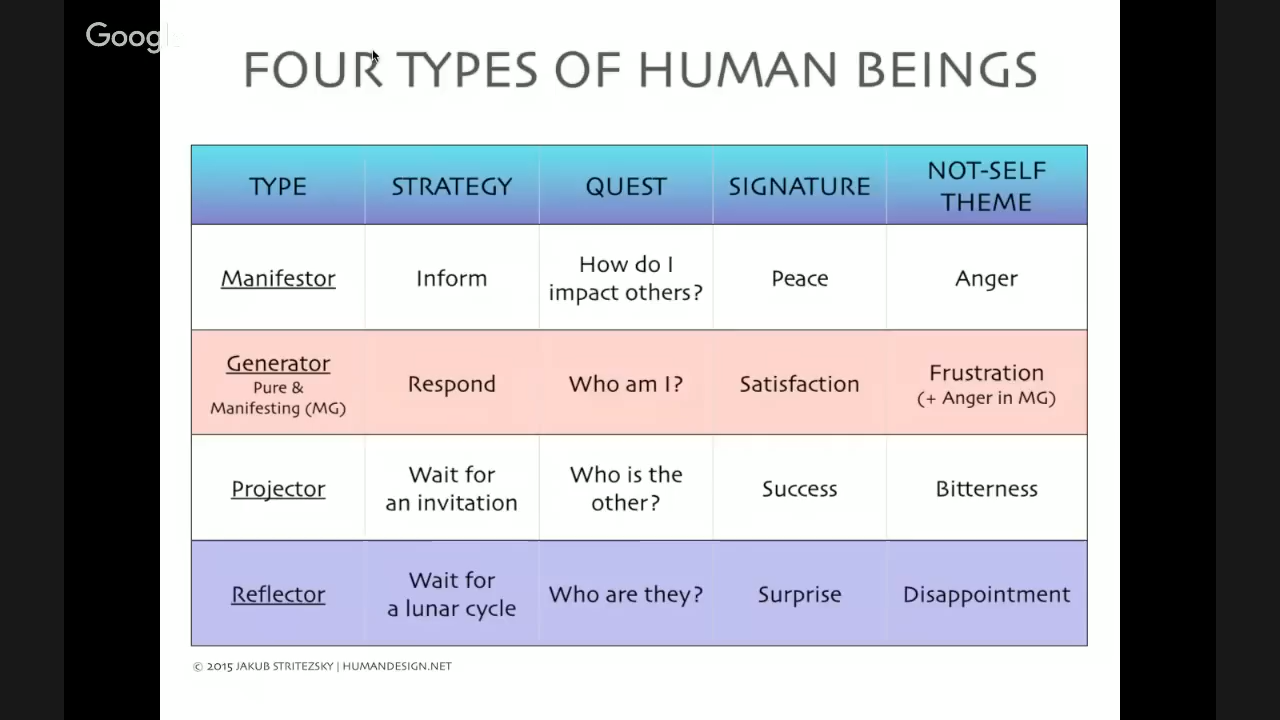 Google
FOUR TYPES OF HUMAN BEINGS
TYPE
STRATEGY
QUEST
SIGNATURE
NOT-SELF
THEME
Manifestor
Inform
How do I
impact others?
Peace
Anger
Generator
Pure &
Manifesting (MG)
Respond
Who am I?
Satisfaction
Frustration
(+ Anger in MG)
Projector
Wait for
an invitation
Who is the
other?
Success
Bitterness
Reflector
Wait for
a lunar cycle
Who are they?
Surprise
Disappointment
© 2015 JAKUB STRITEZSKY | HUMANDESIGN.NET